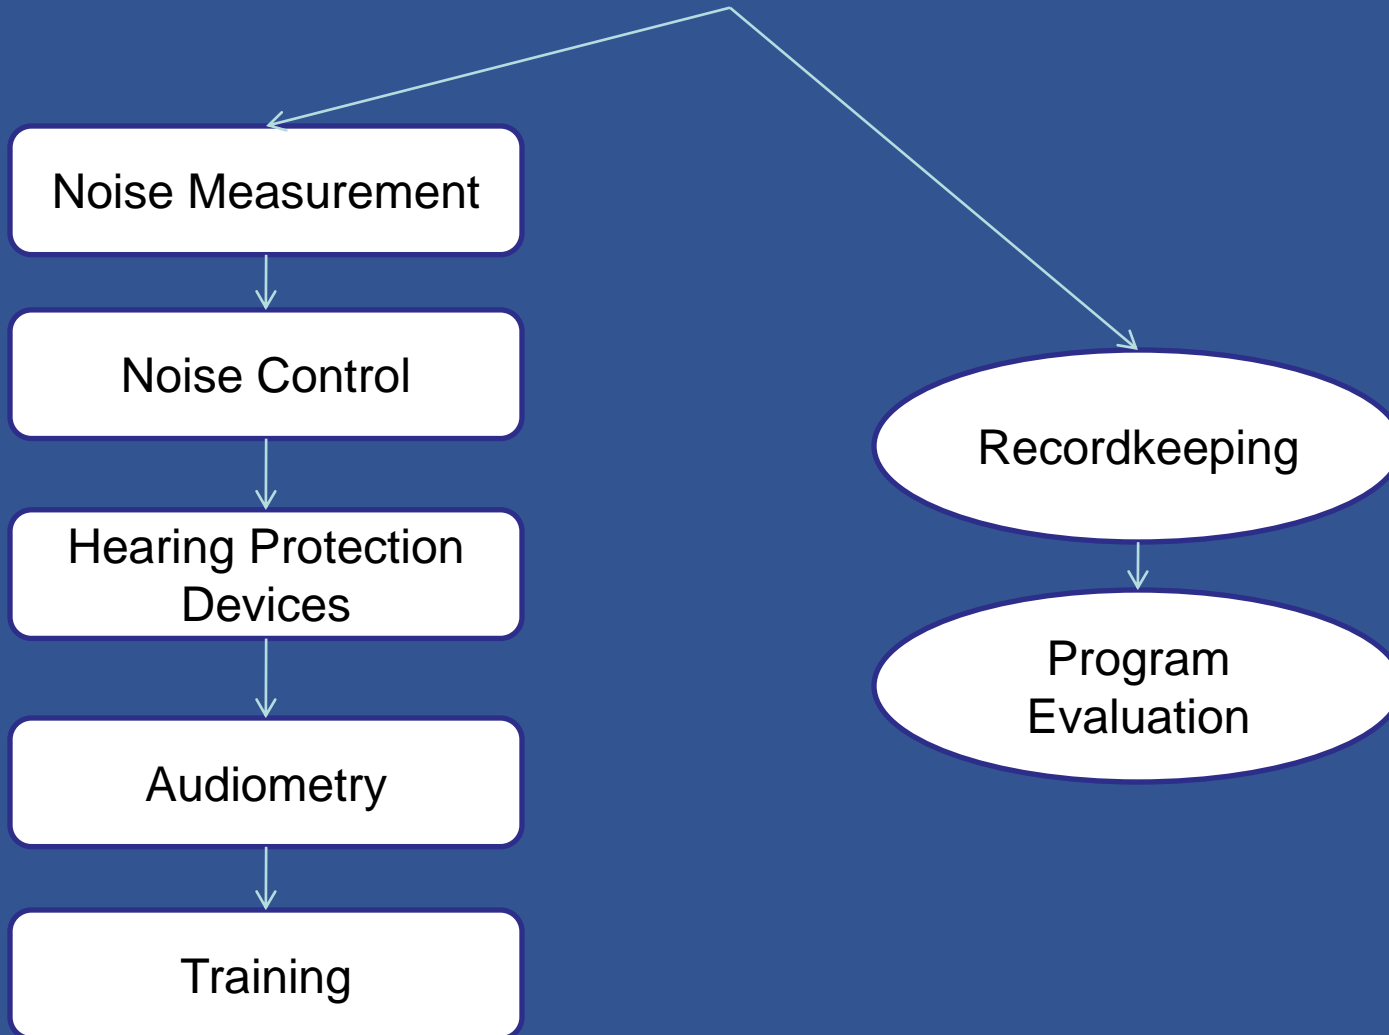 Noise Measurement
Noise Control
Hearing Protection
Devices
Audiometry
Training
Recordkeeping
Program
Evaluation